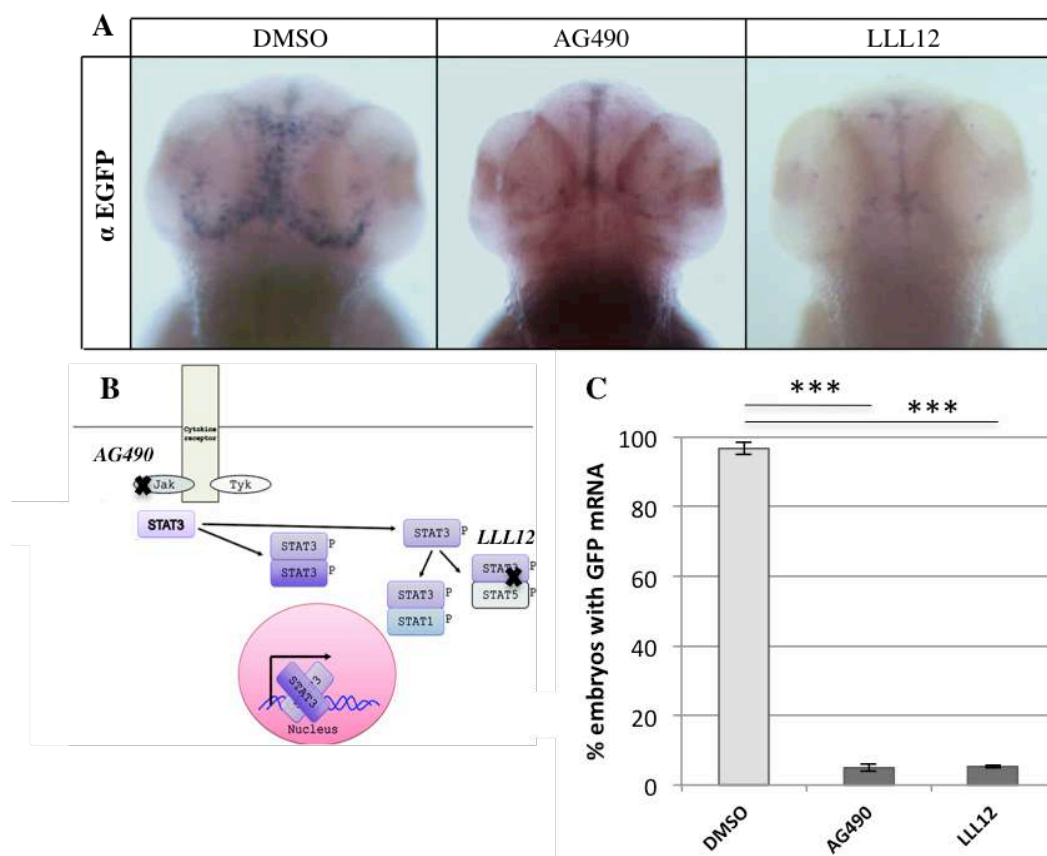 A
DMSO
AG490
LLL12
α EGFP
B
Cytokine
receptor
AG490
Jak
Tyk
STAT3
STAT3 P
STAT3 P
STAT3 P
LLL12
STAT3 P
STAT5 P
STAT3 P
STAT1 P
STAT3
Nucleus
C
***
***
% embryos with GFP mRNA
100
80
60
40
20
0
DMSO
AG490
LLL12